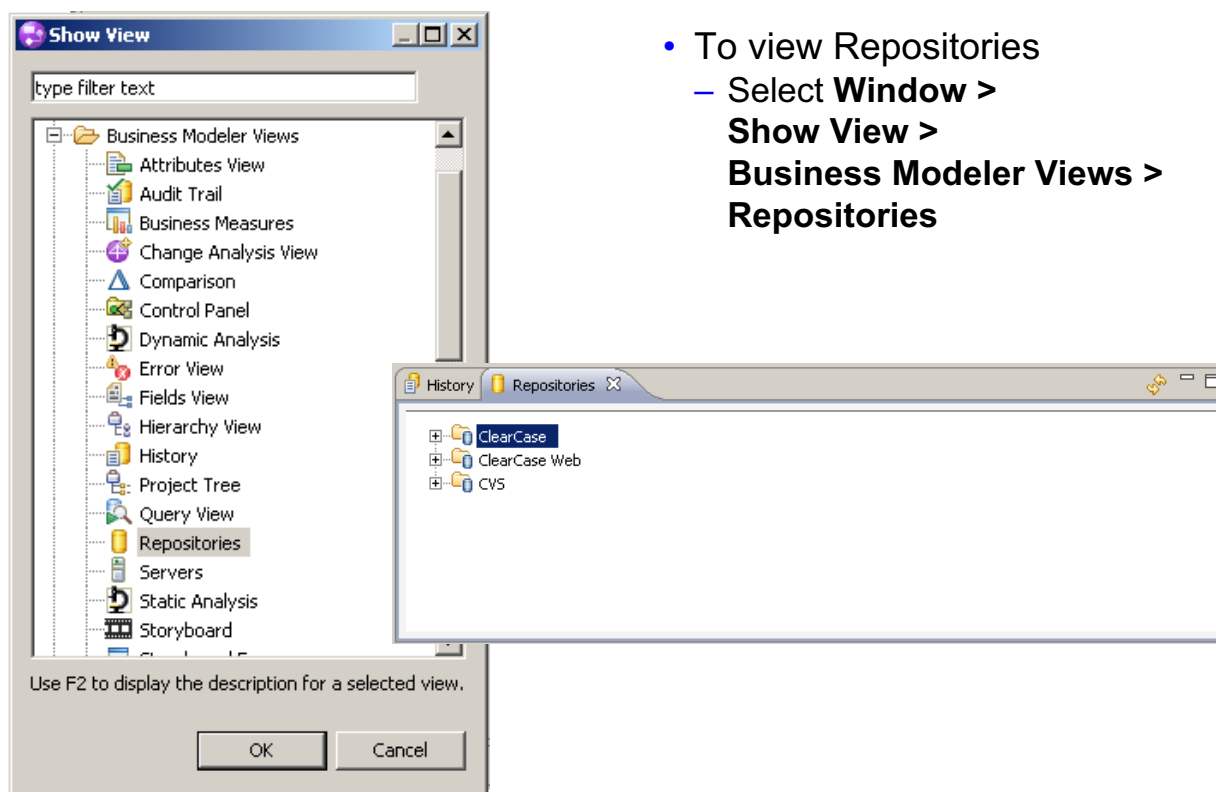 Show View
type filter text
Business Modeler Views
Attributes View
Audit Trail
Business Measures
Change Analysis View
Comparison
Control Panel
Dynamic Analysis
Error View
Fields View
Hierarchy View
History
Project Tree
Query View
Repositories
Servers
Static Analysis
Storyboard
Use F2 to display the description for a selected view.
OK Cancel
• To view Repositories
– Select Window >
Show View >
Business Modeler Views >
Repositories
History Repositories
ClearCase
ClearCase Web
CVS